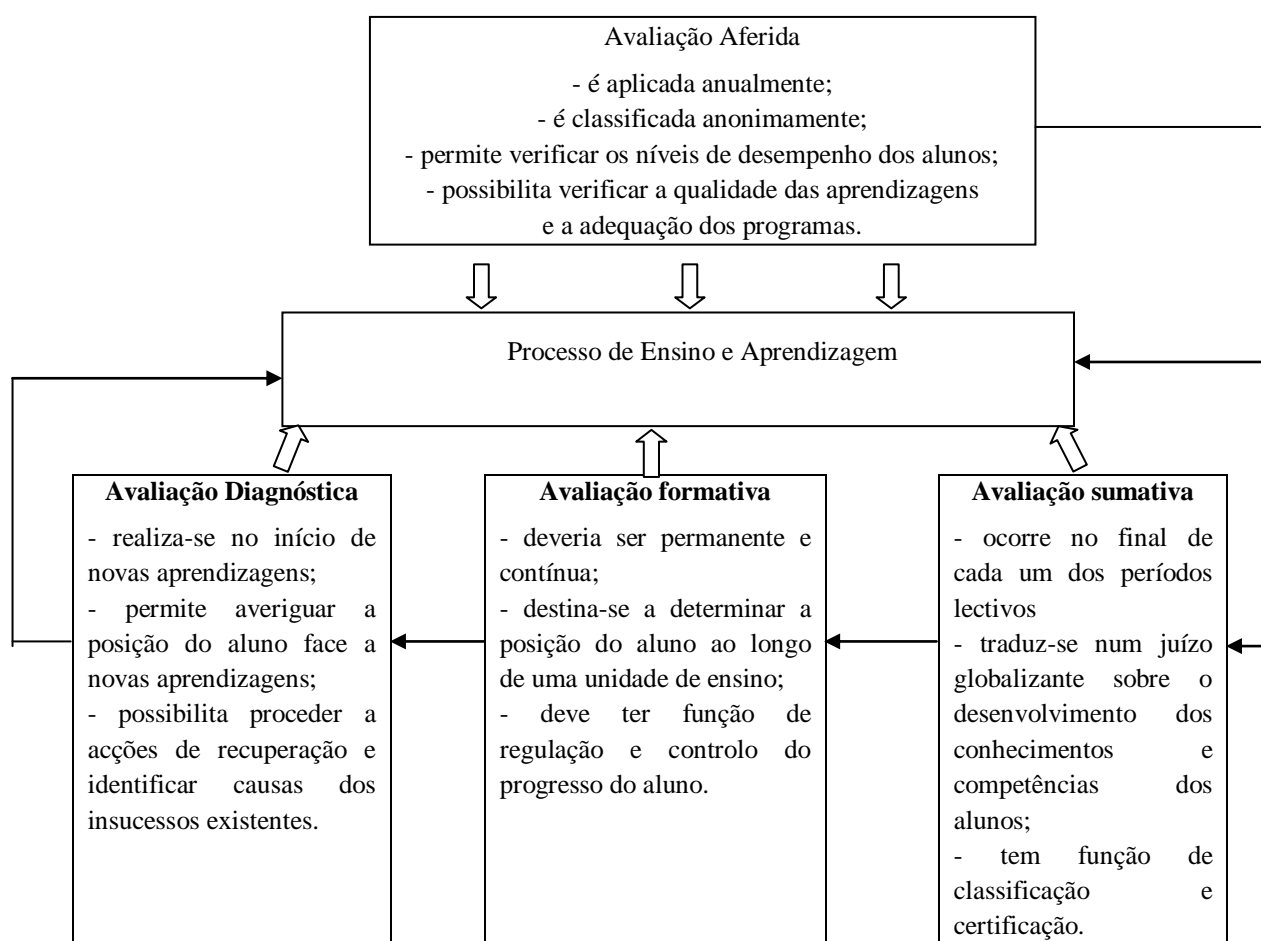 Avaliação Aferida
- é aplicada anualmente;
- é classificada anonimamente;
- permite verificar os níveis de desempenho dos alunos;
- possibilita verificar a qualidade das aprendizagens
e a adequação dos programas.
Processo de Ensino e Aprendizagem
Avaliação Diagnóstica
- realiza-se no início de
novas aprendizagens;
- permite averiguar a
posição do aluno face a
novas aprendizagens;
- possibilita proceder a
acções de recuperação e
identificar causas dos
insucessos existentes.
Avaliação formativa
- deveria ser permanente e
contínua;
- destina-se a determinar a
posição do aluno ao longo
de uma unidade de ensino;
- deve ter função de
regulação e controlo do
progresso do aluno.
Avaliação sumativa
- ocorre no final de
cada um dos períodos
lectivos
- traduz-se num juízo
globalizante sobre o
desenvolvimento dos
conhecimentos e
competências dos
alunos;
- tem função de
classificação e
certificação.